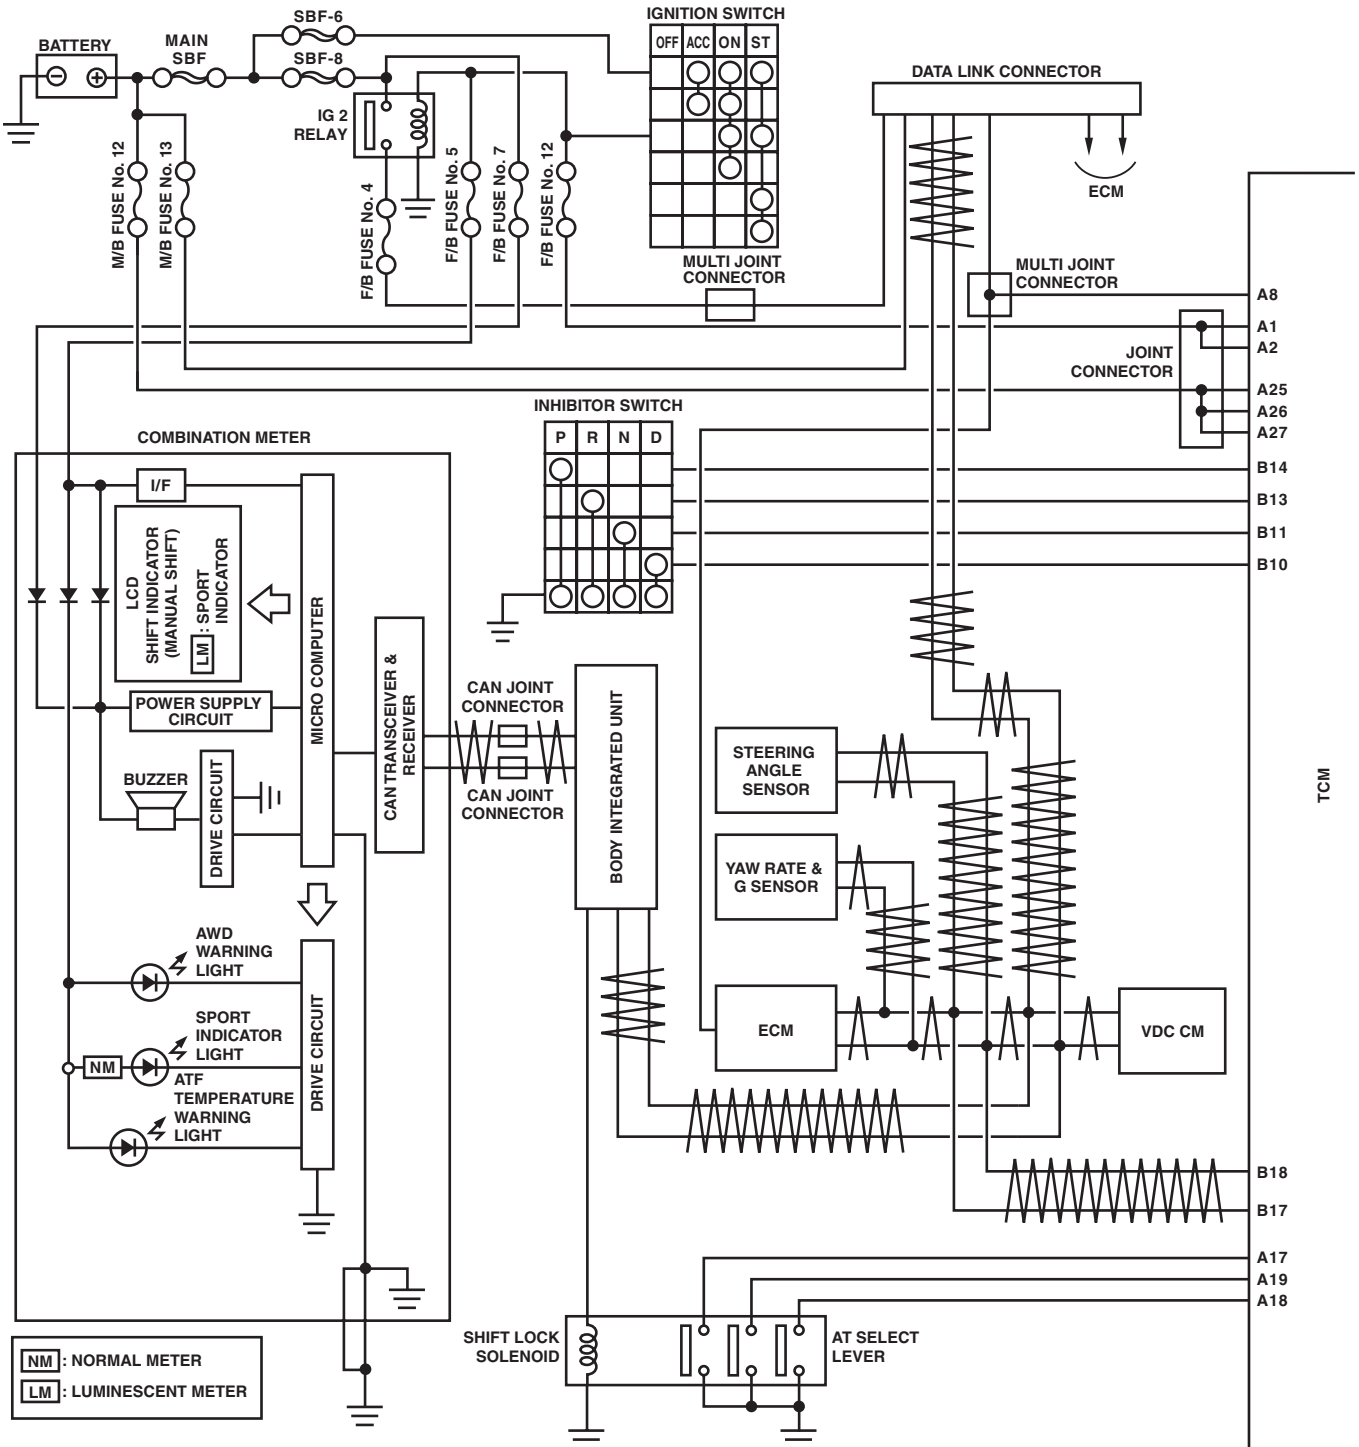 SBF-6
IGNITION SWITCH
BATTERY
MAIN
SBF
SBF-8
OFF ACC ON ST
DATA LINK CONNECTOR
IG 2
RELAY
M/B FUSE No. 12
M/B FUSE No. 13
F/B FUSE No. 4
F/B FUSE No. 5
F/B FUSE No. 7
F/B FUSE No. 12
ECM
MULTI JOINT
CONNECTOR
MULTI JOINT
CONNECTOR
A8
A1
A2
JOINT
CONNECTOR
A25
A26
A27
INHIBITOR SWITCH
P R N D
B14
B13
B11
B10
COMBINATION METER
I/F
LCD
SHIFT INDICATOR
(MANUAL SHIFT)
LM : SPORT
INDICATOR
MICRO COMPUTER
POWER SUPPLY
CIRCUIT
CAN TRANSCEIVER &
RECEIVER
CAN JOINT
CONNECTOR
CAN JOINT
CONNECTOR
BODY INTEGRATED UNIT
BUZZER
DRIVE CIRCUIT
STEERING
ANGLE
SENSOR
YAW RATE &
G SENSOR
TCM
AWD
WARNING
LIGHT
SPORT
INDICATOR
LIGHT
NM
ATF
TEMPERATURE
WARNING
LIGHT
DRIVE CIRCUIT
ECM
VDC CM
B18
B17
A17
A19
A18
SHIFT LOCK
SOLENOID
AT SELECT
LEVER
NM : NORMAL METER
LM : LUMINESCENT METER